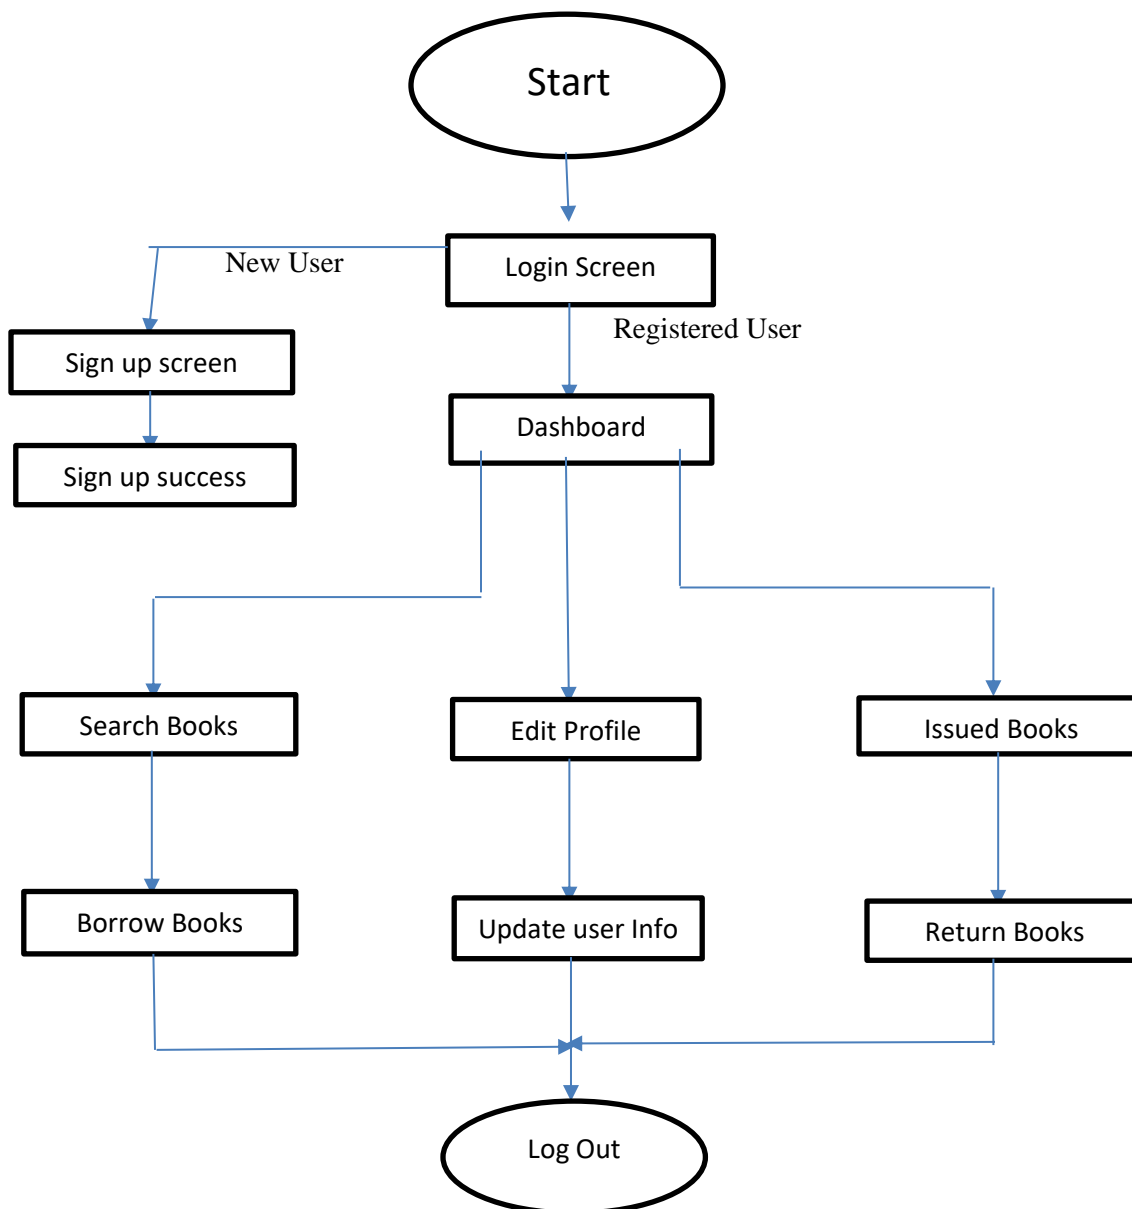 Start
Login Screen
New User
Registered User
Sign up screen
Dashboard
Sign up success
Search Books
Edit Profile
Issued Books
Borrow Books
Update user Info
Return Books
Log Out